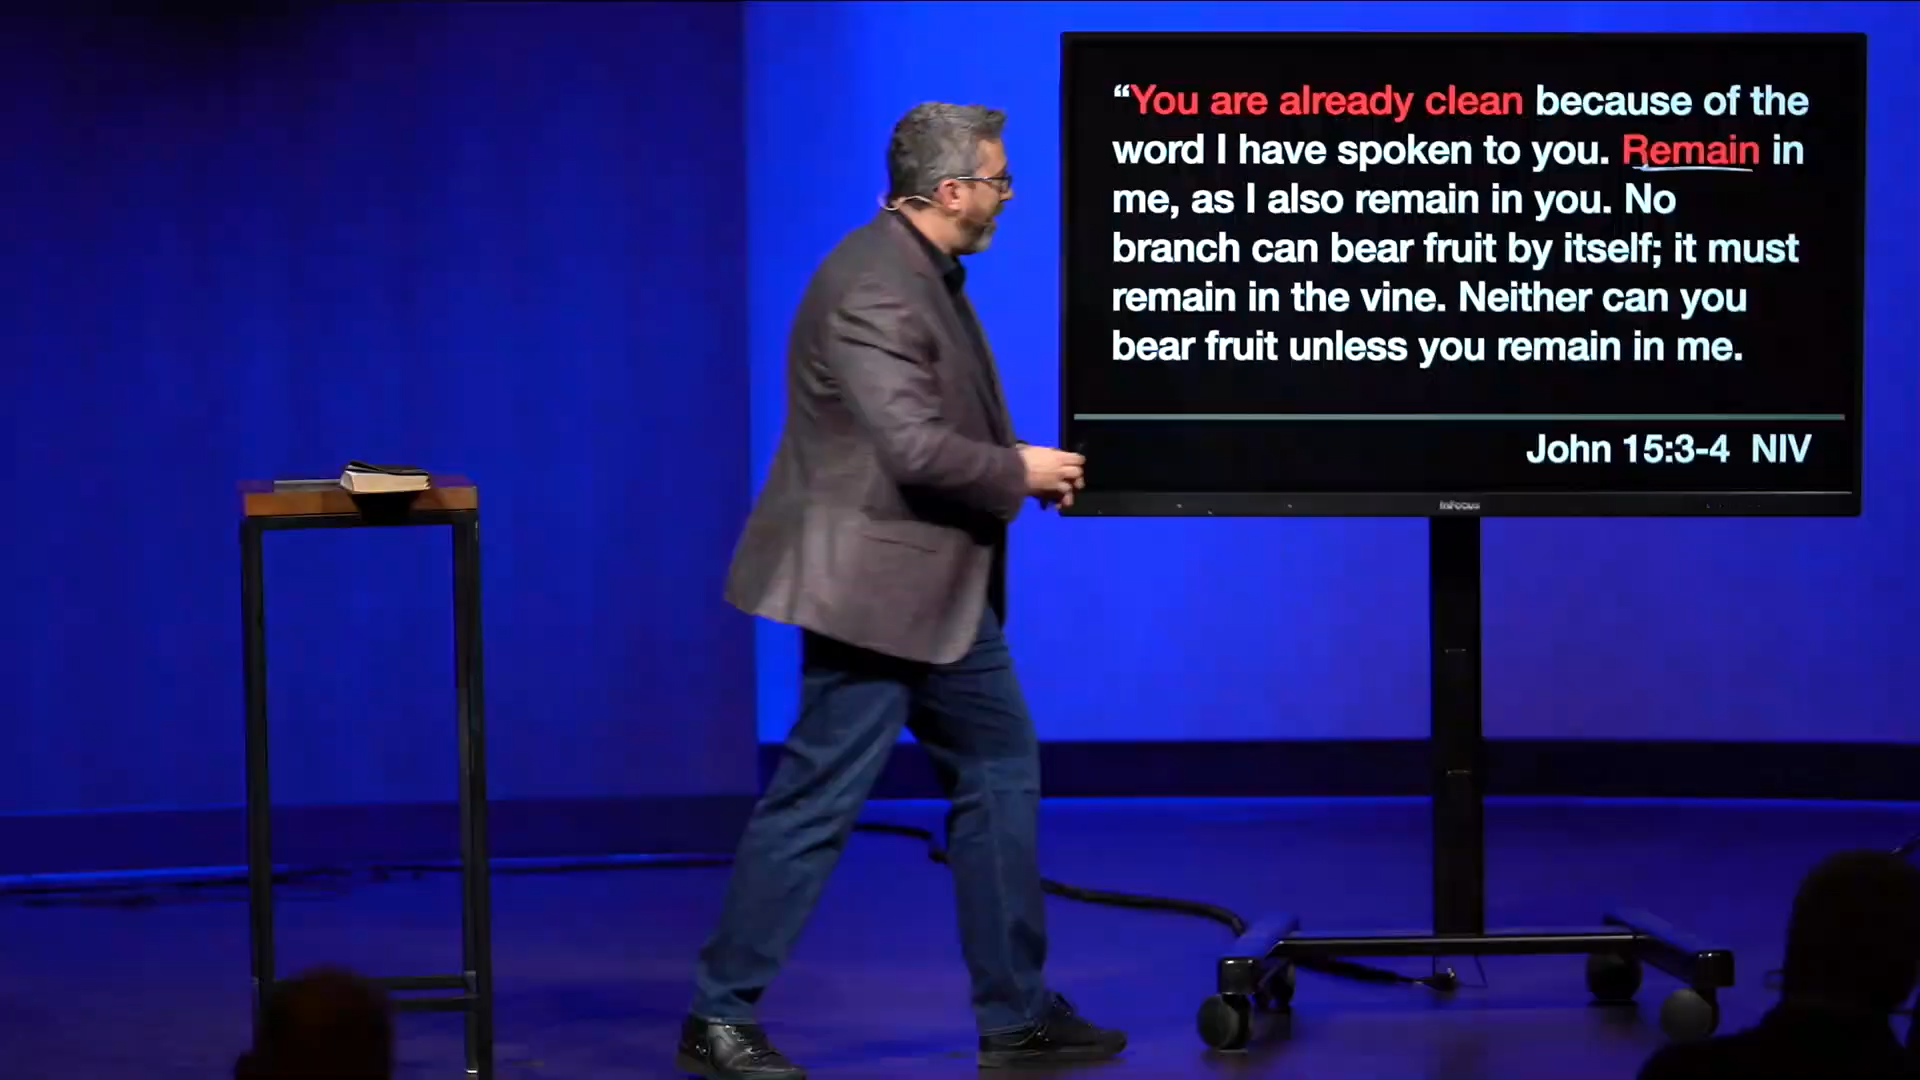 “You are already clean because of the
word I have spoken to you. Remain in
me, as I also remain in you. No
branch can bear fruit by itself; it must
remain in the vine. Neither can you
bear fruit unless you remain in me.
John 15:3-4 NIV
InFocus